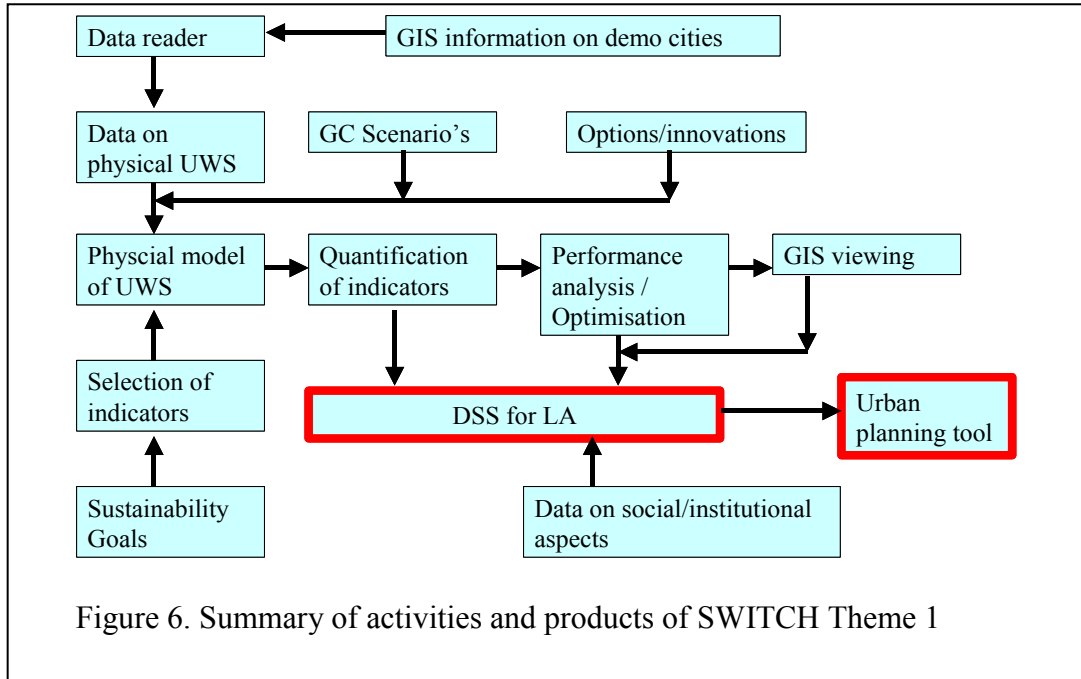 Data reader
GIS information on demo cities
Data on
physical UWS
GC Scenario's
Options/innovations
Physcial model
of UWS
Quantification
of indicators
Performance
analysis /
Optimisation
GIS viewing
Selection of
indicators
DSS for LA
Urban
planning tool
Sustainability
Goals
Data on social/institutional
aspects
Figure 6. Summary of activities and products of SWITCH Theme 1